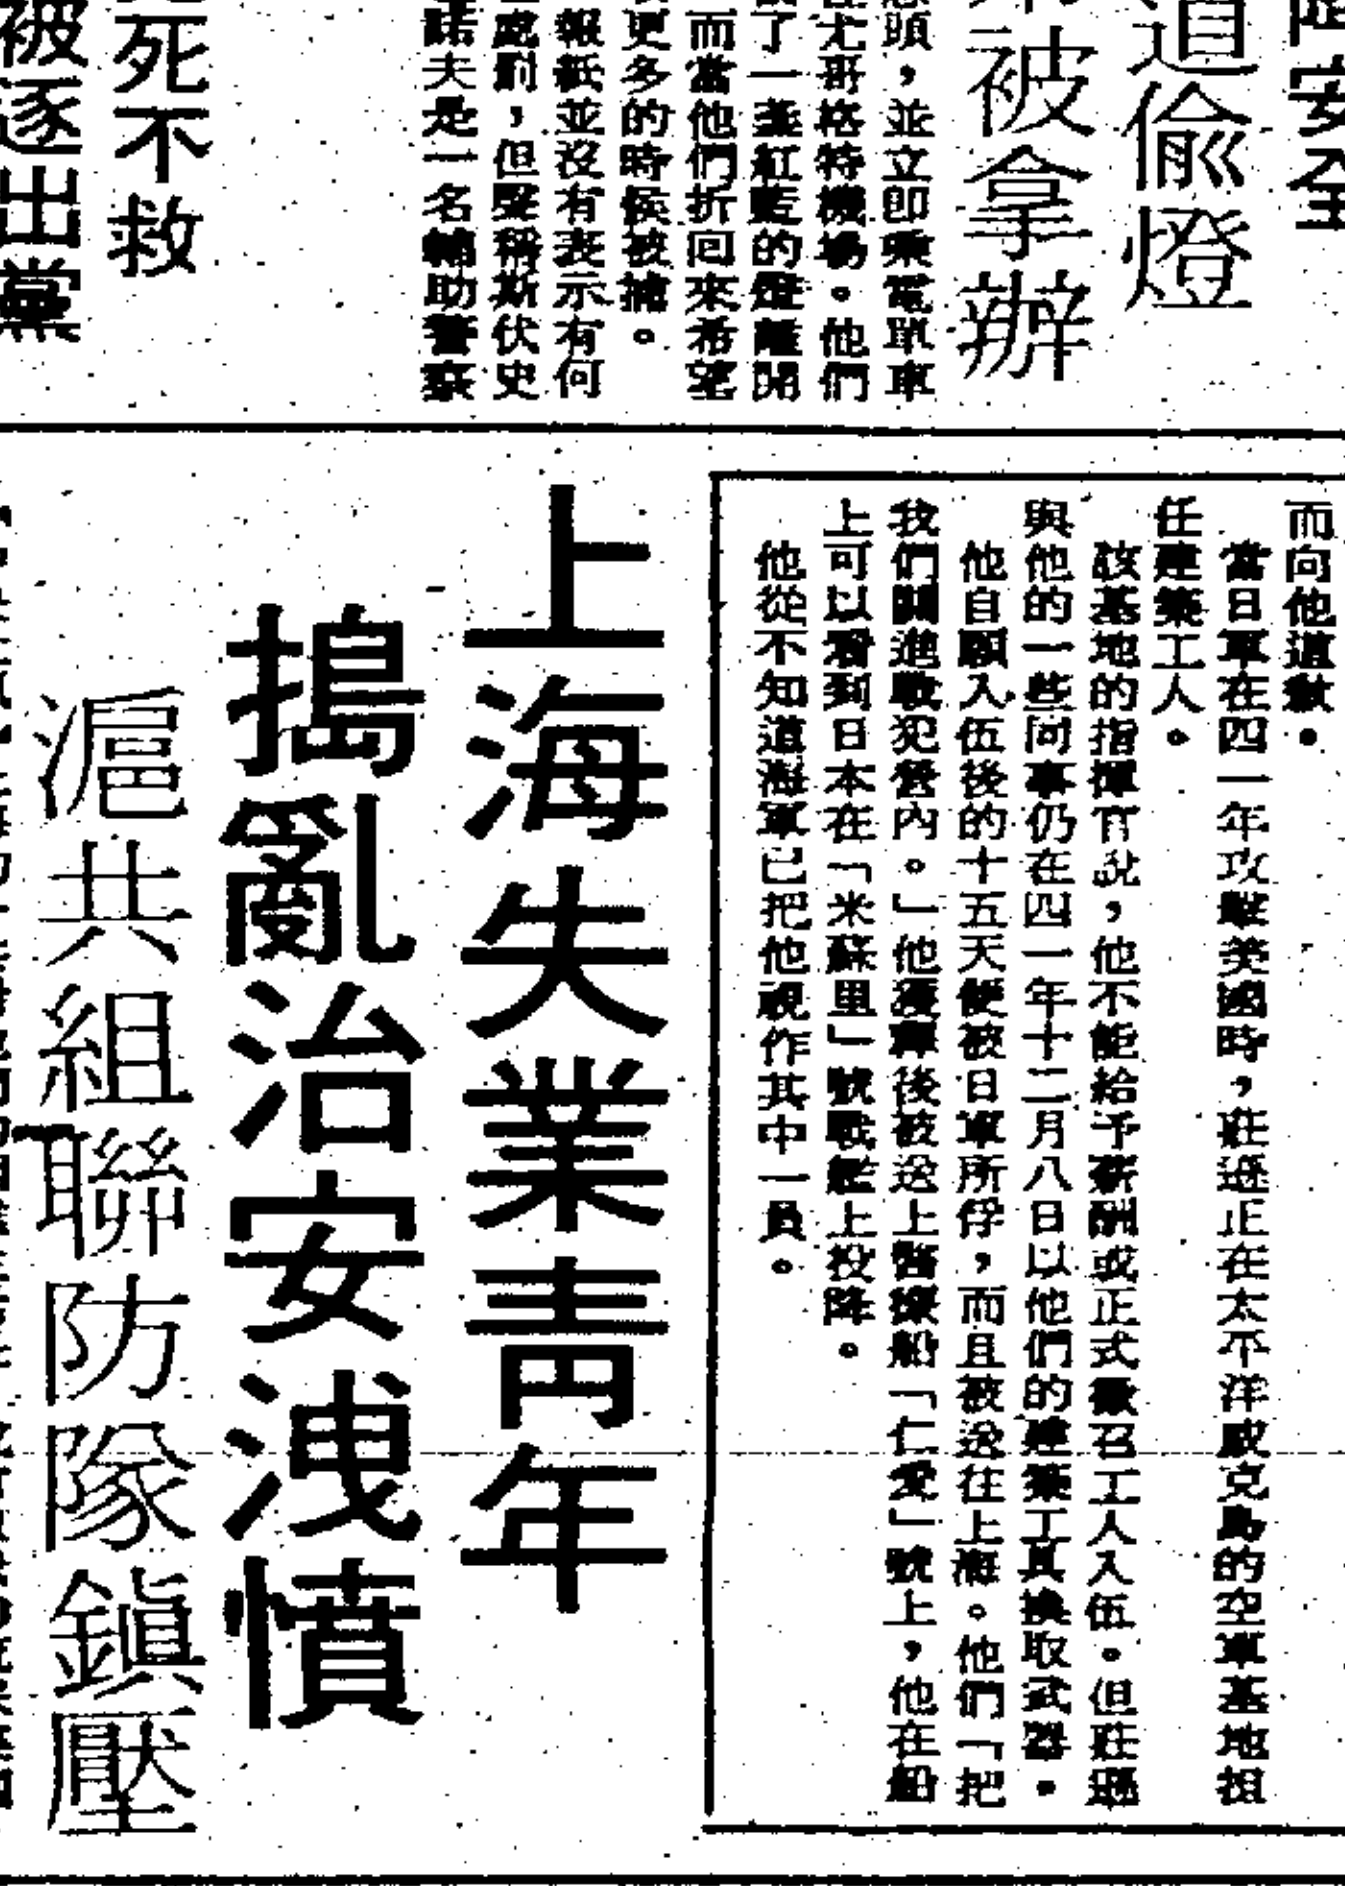 安全
道偷燈
被拿辦
頭，並立即乘電單車
尤哥格特機場。他們
了一盞紅藍的燈離開
而當他們折回來希望
更多的時候被捕。
報紙並沒有表示有何
處罰，但聲稱斯伏史
諾夫是一名輔助警察
死不救
被逐出黨
而向他道歉。
當日軍在四一年攻擊美國時，莊遜正在太平洋威克島的空軍基地担
任建築工人。
該基地的指揮官說，他不能給予薪酬或正式徵召工人入伍。但莊遜
與他的一些同事仍在四一年十二月八日以他們的建築工具換取武器。
他自願入伍後的十五天便被日軍所俘，而且被送往上海。他們「把
我們關進戰犯營內。」他獲釋後被送上醫療船「仁愛」號上，他在船
上可以看到日本在「米蘇里」號戰艦上投降。
他從不知道海軍已把他視作其中一員。
上海失業青年
搗亂治安洩憤
滬共組聯防隊鎮壓